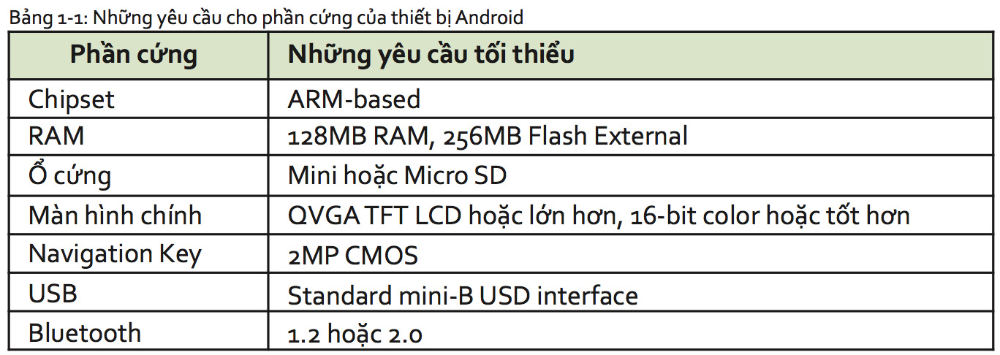 Bảng 1-1: Những yêu cầu cho phần cứng của thiết bị Android
Phần cứng Những yêu cầu tối thiểu
Chipset ARM-based
RAM 128MB RAM, 256MB Flash External
Ổ cứng Mini hoặc Micro SD
Màn hình chính QVGA TFT LCD hoặc lớn hơn, 16-bit color hoặc tốt hơn
Navigation Key 2MP CMOS
USB Standard mini-B USD interface
Bluetooth 1.2 hoặc 2.0